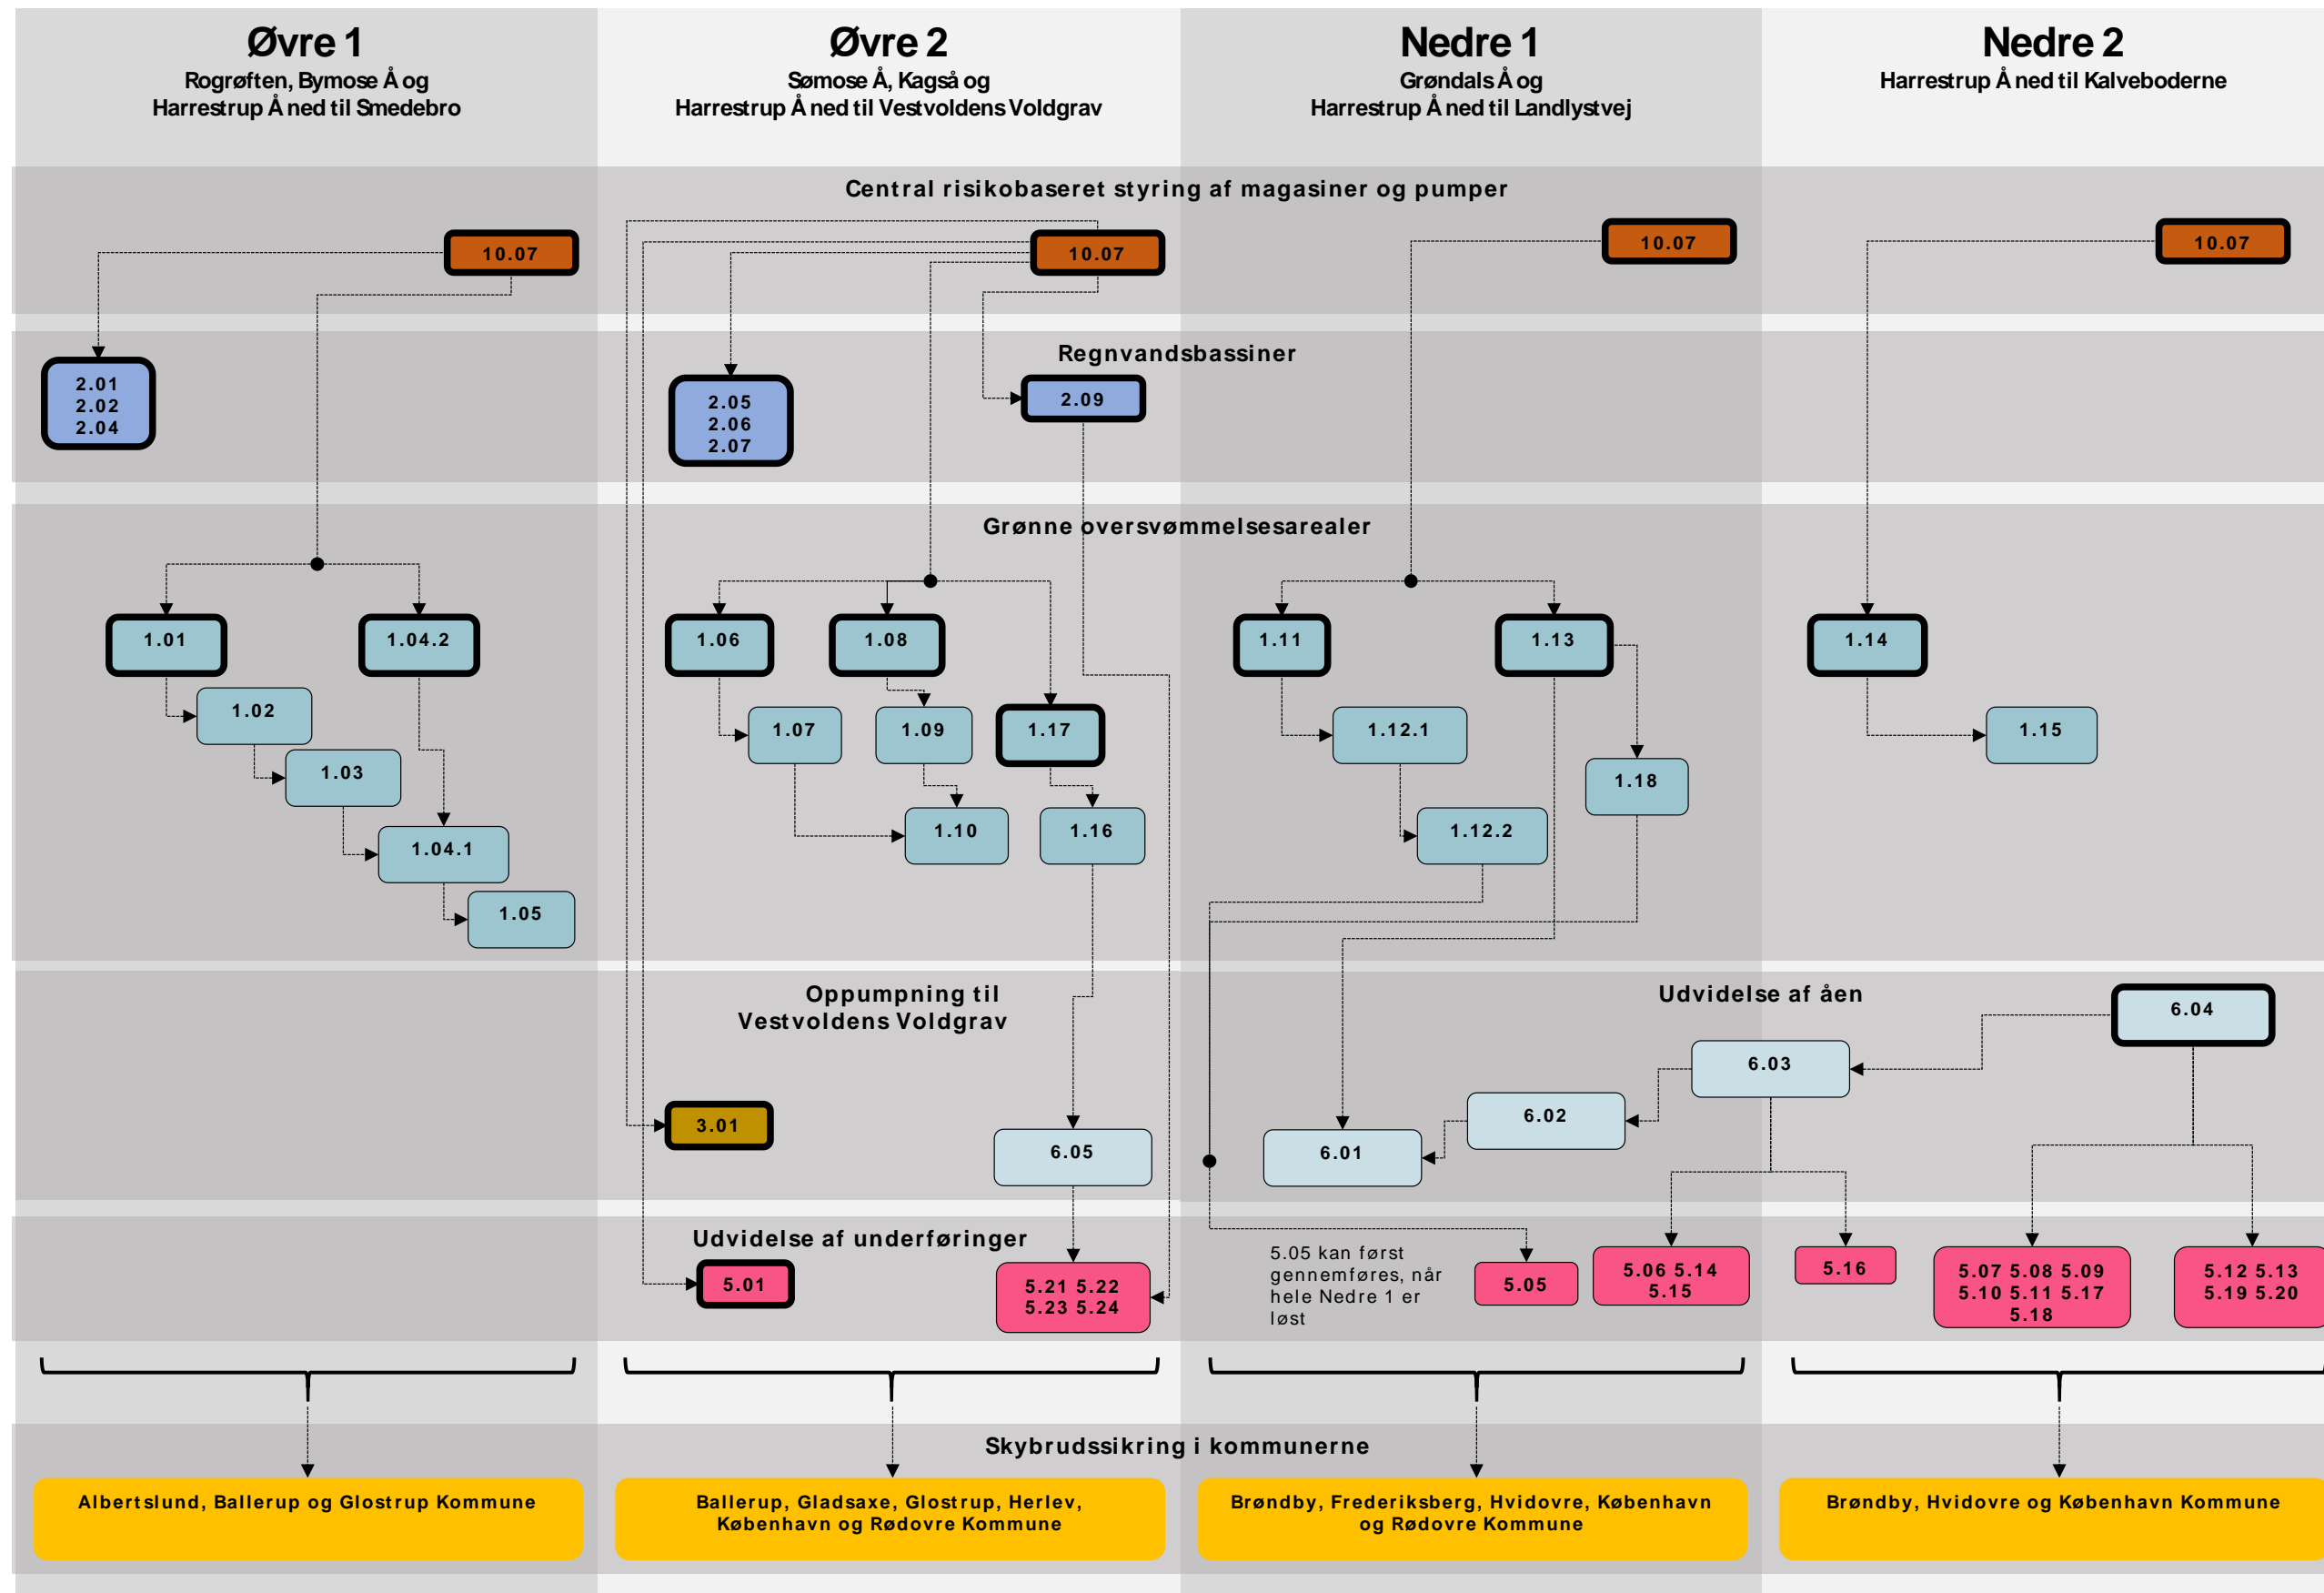 Øvre 1
Rogrøften, Bymose Å og
Harrestrup Å ned til Smedebro
Øvre 2
Sømose Å, Kagså og
Harrestrup Å ned til Vestvoldens Voldgrav
Nedre 1
Grøndals Å og
Harrestrup Å ned til Landlystvej
Nedre 2
Harrestrup Å ned til Kalveboderne
Central risikobaseret styring af magasiner og pumper
10.07
10.07
10.07
10.07
Regnvandsbassiner
2.01
2.02
2.04
2.05
2.06
2.07
2.09
Grønne oversvømmelsesarealer
1.01
1.04.2
1.06
1.08
1.11
1.13
1.14
1.02
1.07
1.09
1.17
1.12.1
1.15
1.03
1.18
1.04.1
1.10
1.16
1.12.2
1.05
Oppumpning til
Vestvoldens Voldgrav
Udvidelse af åen
6.04
6.03
6.02
3.01
6.05
6.01
Udvidelse af underføringer
5.01
5.21 5.22
5.23 5.24
5.05 kan først
gennemføres, når
hele Nedre 1 er
løst
5.05
5.06 5.14
5.15
5.16
5.07 5.08 5.09
5.10 5.11 5.17
5.18
5.12 5.13
5.19 5.20
Skybrudssikring i kommunerne
Albertslund, Ballerup og Glostrup Kommune
Ballerup, Gladsaxe, Glostrup, Herlev,
København og Rødovre Kommune
Brøndby, Frederiksberg, Hvidovre, København
og Rødovre Kommune
Brøndby, Hvidovre og København Kommune